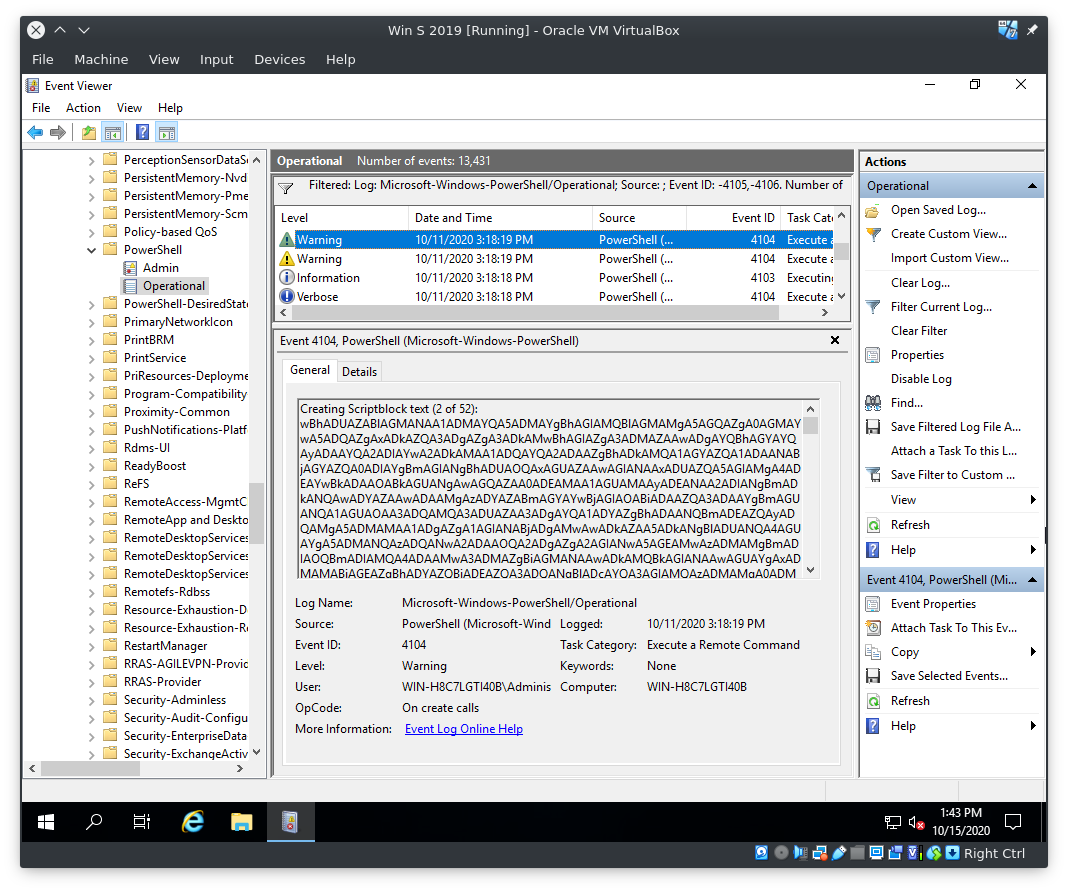 Win S 2019 [Running] - Oracle VM VirtualBox
File Machine View Input Devices Help
Event Viewer
File Action View Help
PerceptionSensorDataS
PersistentMemory-Nvd
PersistentMemory-Pme
PersistentMemory-Scm
Policy-based QoS
PowerShell
Admin
Operational
PowerShell-DesiredState
PrimaryNetworkIcon
PrintBRM
PrintService
PriResources-Deployme
Program-Compatibility
Proximity-Common
PushNotifications-Platf
Rdms-UI
ReadyBoost
ReFS
RemoteAccess-MgmtC
RemoteApp and Deskto
RemoteDesktopServices
RemoteDesktopServices
RemoteDesktopServices
Remotefs-Rdbss
Resource-Exhaustion-D
Resource-Exhaustion-Re
RestartManager
RRAS-AGILEVPN-Provid
RRAS-Provider
Security-Adminless
Security-Audit-Configu
Security-EnterpriseData
Security-ExchangeActiv
Operational Number of events: 13,431
Filtered: Log: Microsoft-Windows-PowerShell/Operational; Source: ; Event ID: -4105,-4106. Number of
Level Date and Time Source Event ID Task Cate
Warning 10/11/2020 3:18:19 PM PowerShell (... 4104 Execute a
Warning 10/11/2020 3:18:19 PM PowerShell (... 4104 Execute a
Information 10/11/2020 3:18:18 PM PowerShell (... 4103 Executing
Verbose 10/11/2020 3:18:18 PM PowerShell (... 4104 Execute a
Event 4104, PowerShell (Microsoft-Windows-PowerShell)
General Details
Creating Scriptblock text (2 of 52):
Log Name: Microsoft-Windows-PowerShell/Operational
Source: PowerShell (Microsoft-Wind Logged: 10/11/2020 3:18:19 PM
Event ID: 4104 Task Category: Execute a Remote Command
Level: Warning Keywords: None
User: WIN-H8C7LGTI40B\Adminis Computer: WIN-H8C7LGTI40B
OpCode: On create calls
More Information: Event Log Online Help
Actions
Operational
Open Saved Log...
Create Custom View...
Import Custom View...
Clear Log...
Filter Current Log...
Clear Filter
Properties
Disable Log
Find...
Save Filtered Log File A...
Attach a Task To this L...
Save Filter to Custom ...
View
Refresh
Help
Event 4104, PowerShell (Mi...
Event Properties
Attach Task To This Ev...
Copy
Save Selected Events...
Refresh
Help
1:43 PM
10/15/2020
Right Ctrl